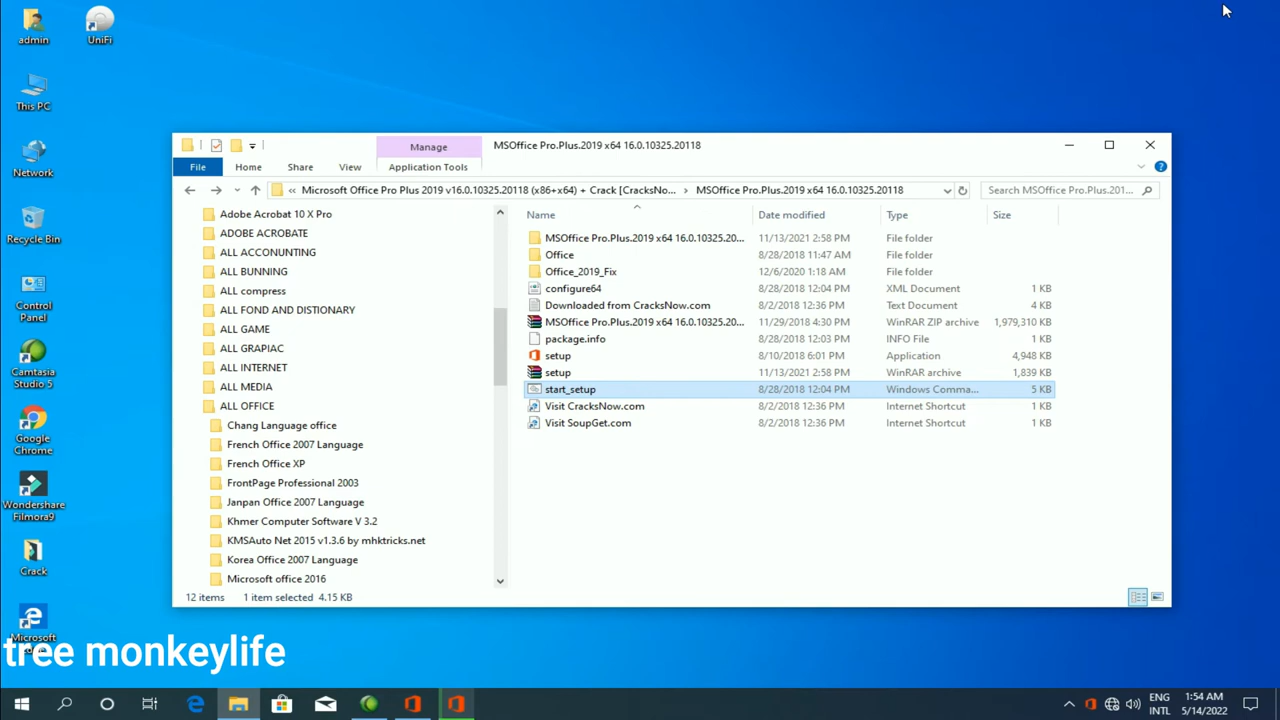 admin
UniFi
This PC
Network
Recycle Bin
Control
Panel
Camtasia
Studio 5
Google
Chrome
Wondershare
Filmora9
Crack
Microsoft
Manage
MSOffice Pro.Plus.2019 x64 16.0.10325.20118
File
Home
Share
View
Application Tools
« Microsoft Office Pro Plus 2019 v16.0.10325.20118 (x86+x64) + Crack [CracksNo... > MSOffice Pro.Plus.2019 x64 16.0.10325.20118
Search MSOffice Pro.Plus.201...
Adobe Acrobat 10 X Pro
ADOBE ACROBATE
ALL ACCONUNTING
ALL BUNNING
ALL compress
ALL FOND AND DISTIONARY
ALL GAME
ALL GRAPIAC
ALL INTERNET
ALL MEDIA
ALL OFFICE
Chang Language office
French Office 2007 Language
French Office XP
FrontPage Professional 2003
Janpan Office 2007 Language
Khmer Computer Software V 3.2
KMSAuto Net 2015 v1.3.6 by mhktricks.net
Korea Office 2007 Language
Microsoft office 2016
Name Date modified Type Size
MSOffice Pro.Plus.2019 x64 16.0.10325.20... 11/13/2021 2:58 PM File folder
Office 8/28/2018 11:47 AM File folder
Office_2019_Fix 12/6/2020 1:18 AM File folder
configure64 8/28/2018 12:04 PM XML Document 1 KB
Downloaded from CracksNow.com 8/2/2018 12:36 PM Text Document 4 KB
MSOffice Pro.Plus.2019 x64 16.0.10325.20... 11/29/2018 4:30 PM WinRAR ZIP archive 1,979,310 KB
package.info 8/28/2018 12:03 PM INFO File 1 KB
setup 8/10/2018 6:01 PM Application 4,948 KB
setup 11/13/2021 2:58 PM WinRAR archive 1,839 KB
start_setup 8/28/2018 12:04 PM Windows Comma... 5 KB
Visit CracksNow.com 8/2/2018 12:36 PM Internet Shortcut 1 KB
Visit SoupGet.com 8/2/2018 12:36 PM Internet Shortcut 1 KB
12 items 1 item selected 4.15 KB
tree monkeylife
ENG
INTL
1:54 AM
5/14/2022